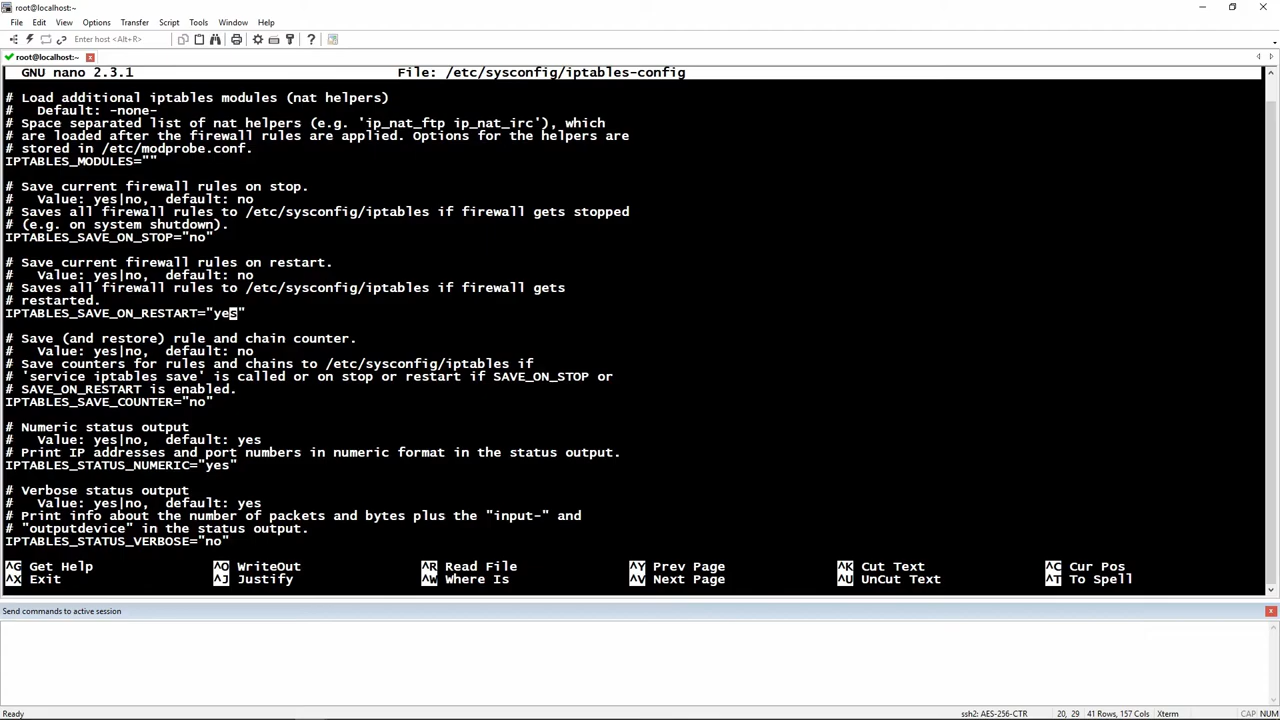 root@localhost:~
File Edit View Options Transfer Script Tools Window Help
Enter host <Alt+R>
root@localhost:~
GNU nano 2.3.1 File: /etc/sysconfig/iptables-config
# Load additional iptables modules (nat helpers)
#   Default: -none-
# Space separated list of nat helpers (e.g. 'ip_nat_ftp ip_nat_irc'), which
# are loaded after the firewall rules are applied. Options for the helpers are
# stored in /etc/modprobe.conf.
IPTABLES_MODULES=""
# Save current firewall rules on stop.
#   Value: yes|no,  default: no
# Saves all firewall rules to /etc/sysconfig/iptables if firewall gets stopped
# (e.g. on system shutdown).
IPTABLES_SAVE_ON_STOP="no"
# Save current firewall rules on restart.
#   Value: yes|no,  default: no
# Saves all firewall rules to /etc/sysconfig/iptables if firewall gets
# restarted.
IPTABLES_SAVE_ON_RESTART="yes"
# Save (and restore) rule and chain counter.
#   Value: yes|no,  default: no
# Save counters for rules and chains to /etc/sysconfig/iptables if
# 'service iptables save' is called or on stop or restart if SAVE_ON_STOP or
# SAVE_ON_RESTART is enabled.
IPTABLES_SAVE_COUNTER="no"
# Numeric status output
#   Value: yes|no,  default: yes
# Print IP addresses and port numbers in numeric format in the status output.
IPTABLES_STATUS_NUMERIC="yes"
# Verbose status output
#   Value: yes|no,  default: yes
# Print info about the number of packets and bytes plus the "input-" and
# "outputdevice" in the status output.
IPTABLES_STATUS_VERBOSE="no"
^G Get Help ^O WriteOut ^R Read File ^Y Prev Page ^K Cut Text ^C Cur Pos
^X Exit ^J Justify ^W Where Is ^V Next Page ^U UnCut Text ^T To Spell
Send commands to active session
Ready ssh2: AES-256-CTR 20, 29 41 Rows, 157 Cols Xterm CAP NUM